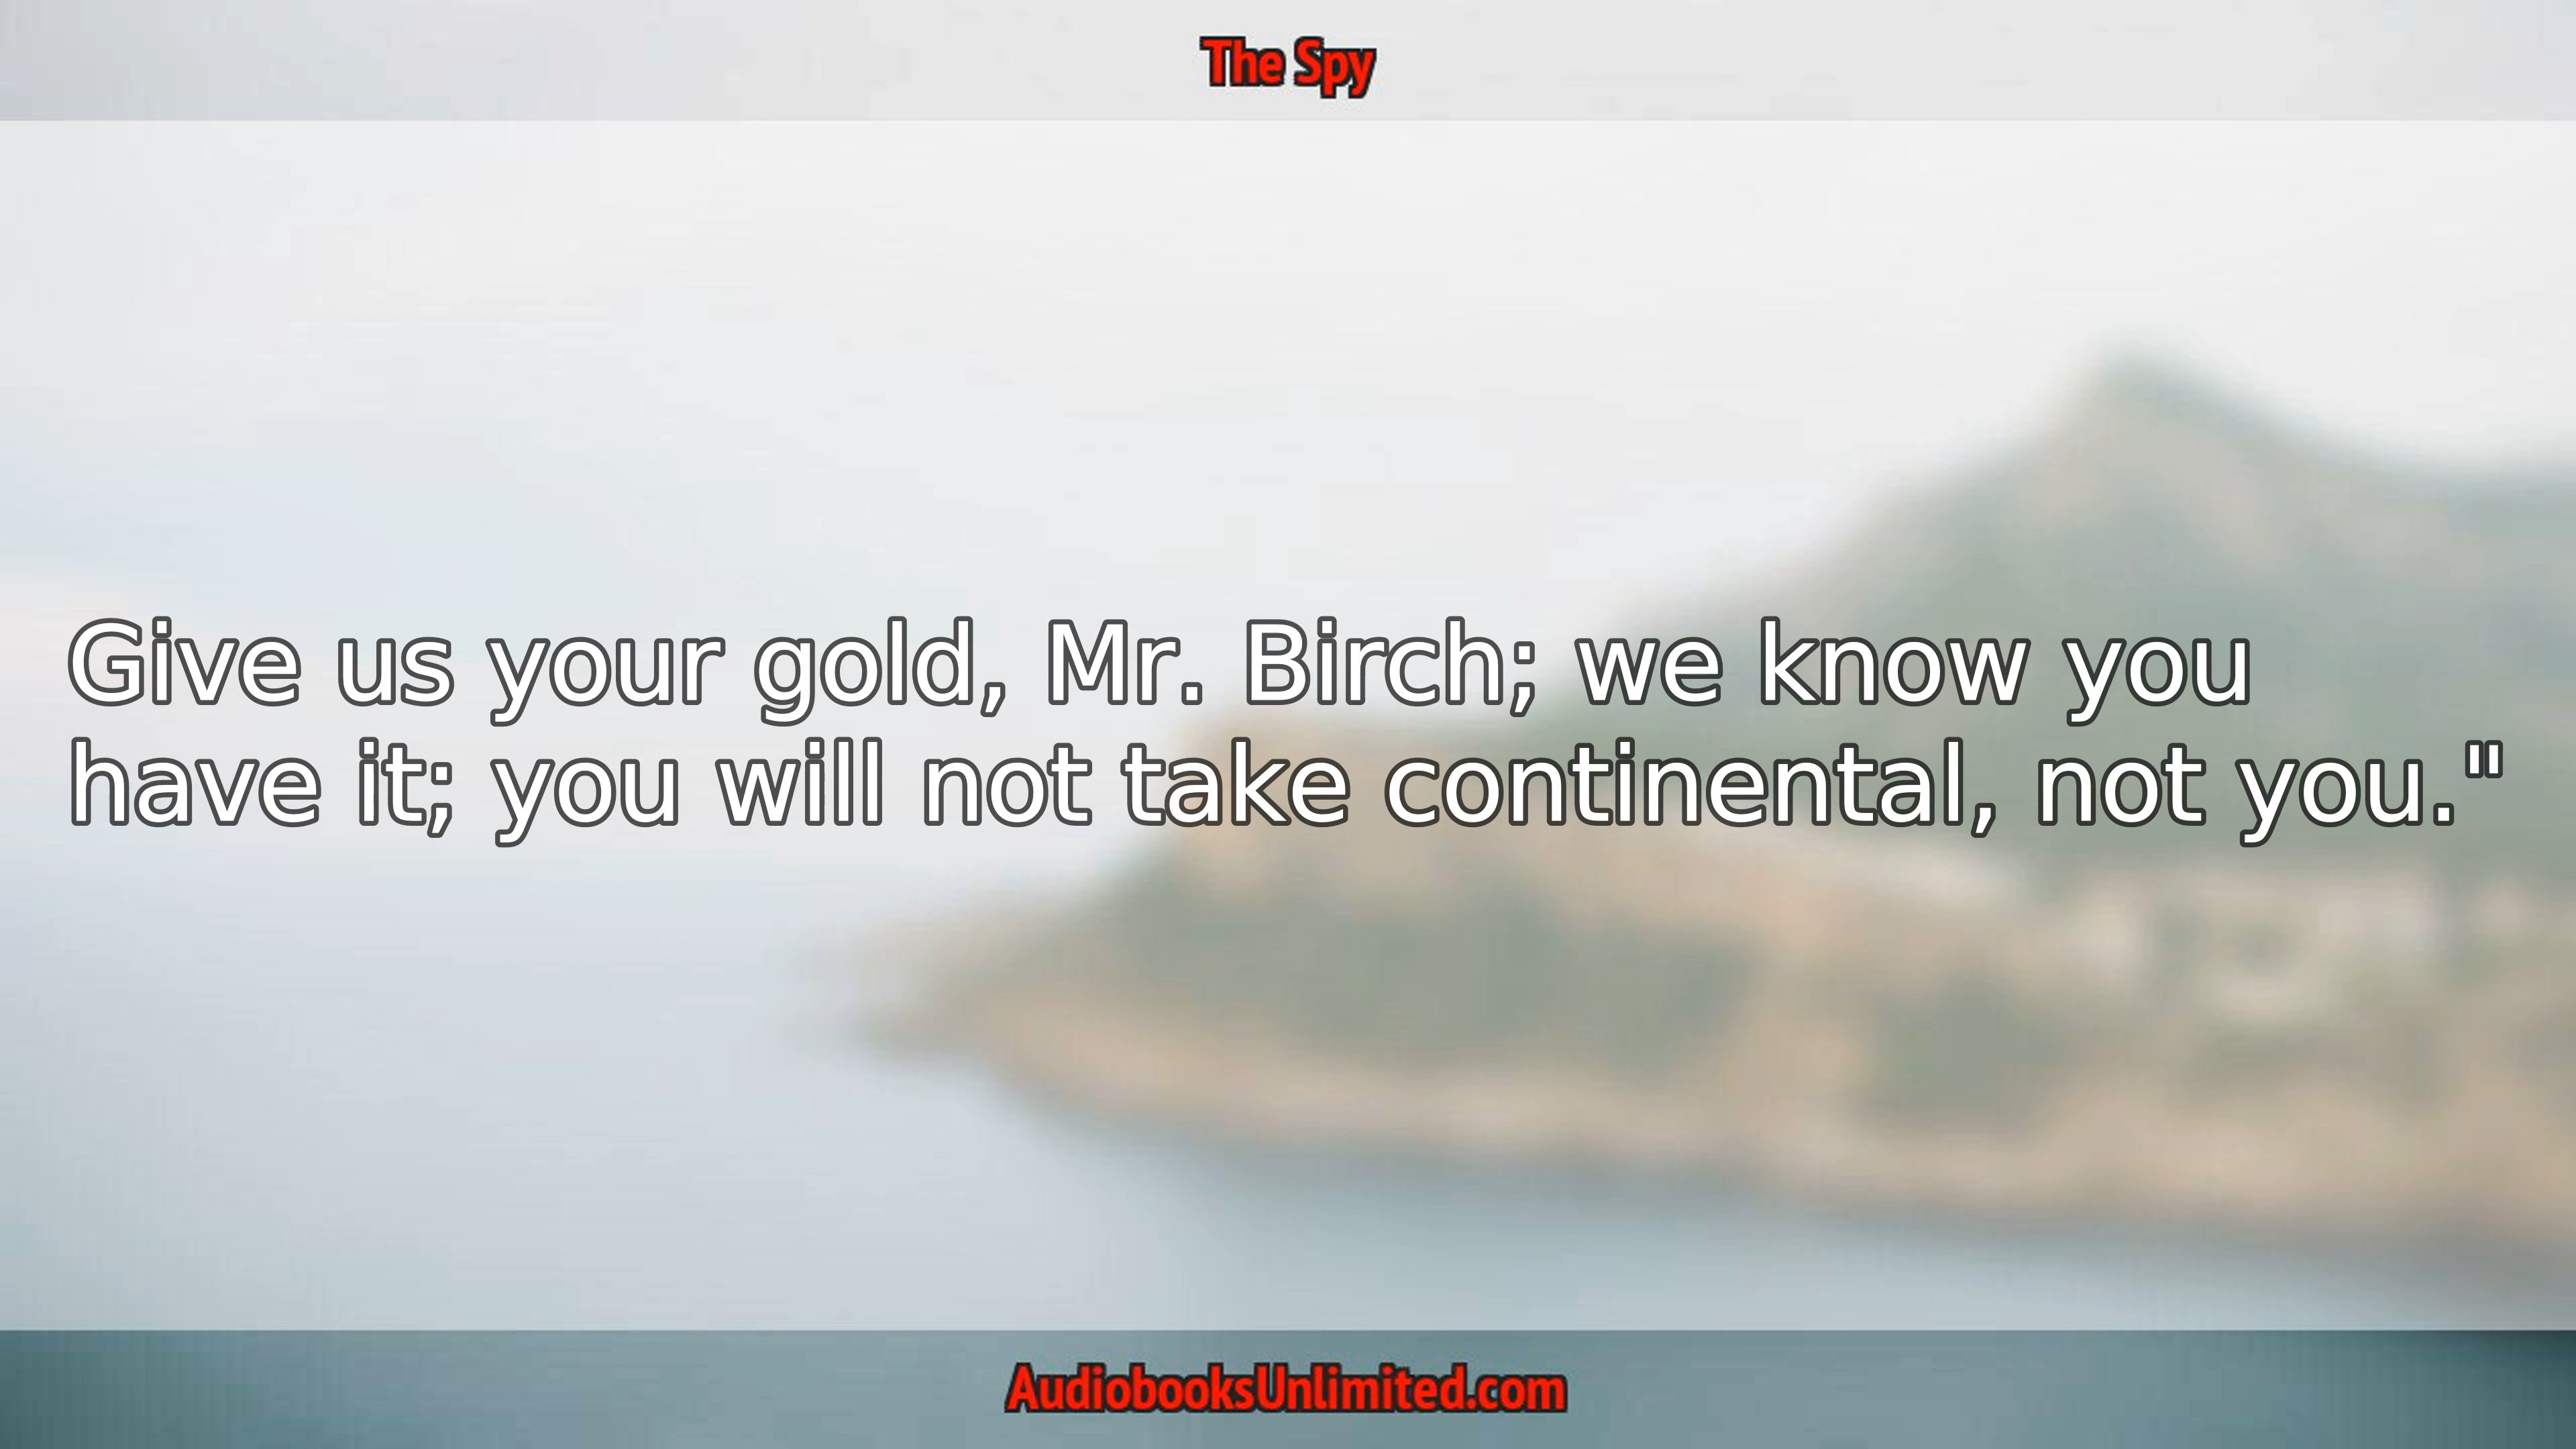 The Spy
Give us your gold, Mr. Birch; we know you
have it; you will not take continental, not you."
AudiobooksUnlimited.com